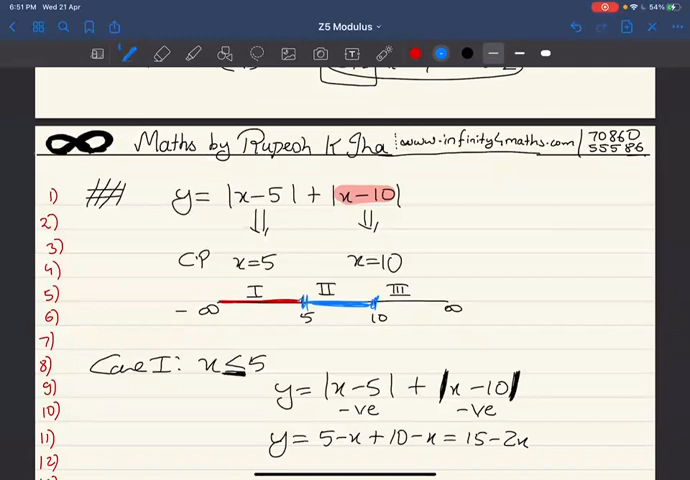 6:51 PM Wed 21 Apr
54%
Z5 Modulus
∞ Maths by Rupesh K Jha www.infinity4maths.com 70860 55586
1) y = |x-5| + |x-10|
2) ⇓ ⇓
3)
4) C.P x=5 x=10
5) I II III
6) -∞ 5 10 ∞
7)
8) Case I: x ≤ 5
9) y = |x-5| + |x-10|
10) -ve -ve
11) y = 5-x+10-x = 15-2x
12)